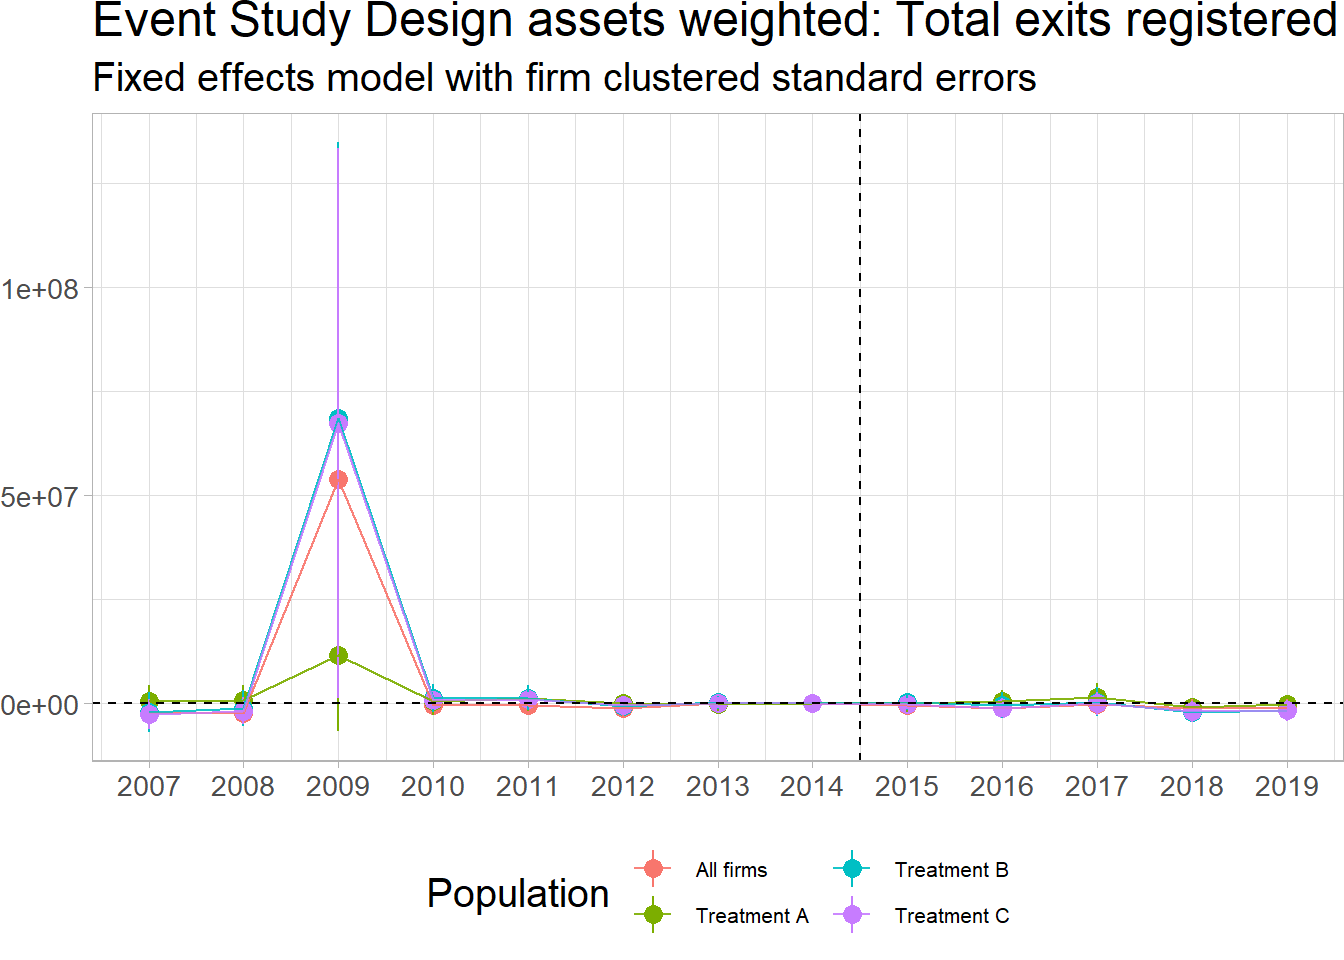 Event Study Design assets weighted: Total exits registered
Fixed effects model with firm clustered standard errors
1e+08
5e+07
0e+00
2007 2008 2009 2010 2011 2012 2013 2014 2015 2016 2017 2018 2019
Population
All firms
Treatment A
Treatment B
Treatment C